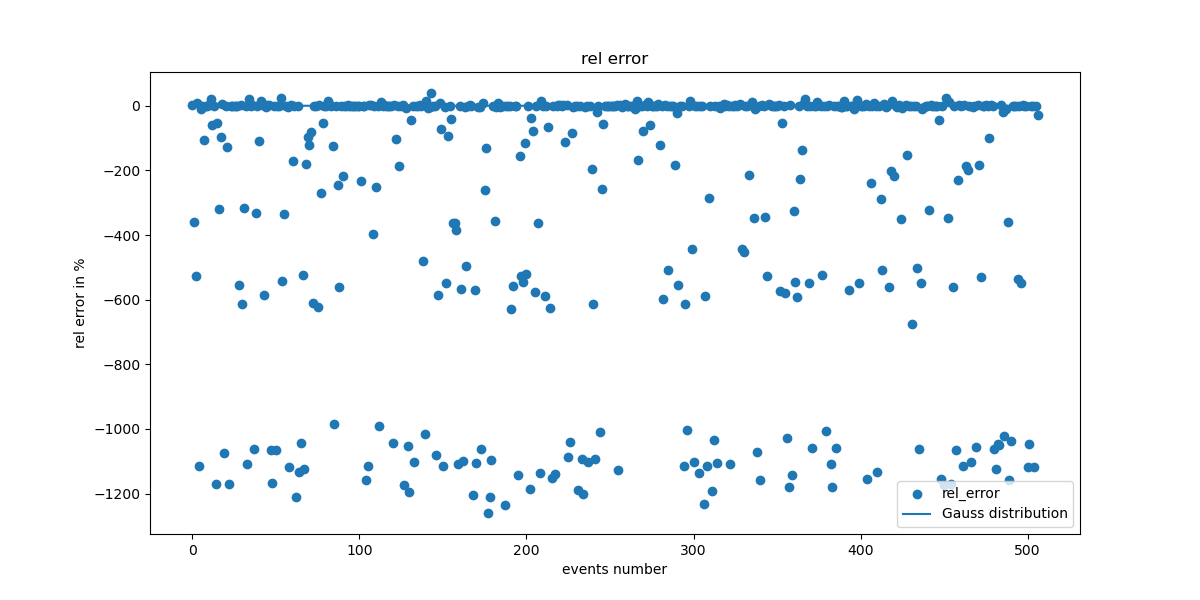 rel error
0
−200
−400
−600
−800
−1000
−1200
rel error in %
0
100
200
300
400
500
events number
rel_error
Gauss distribution